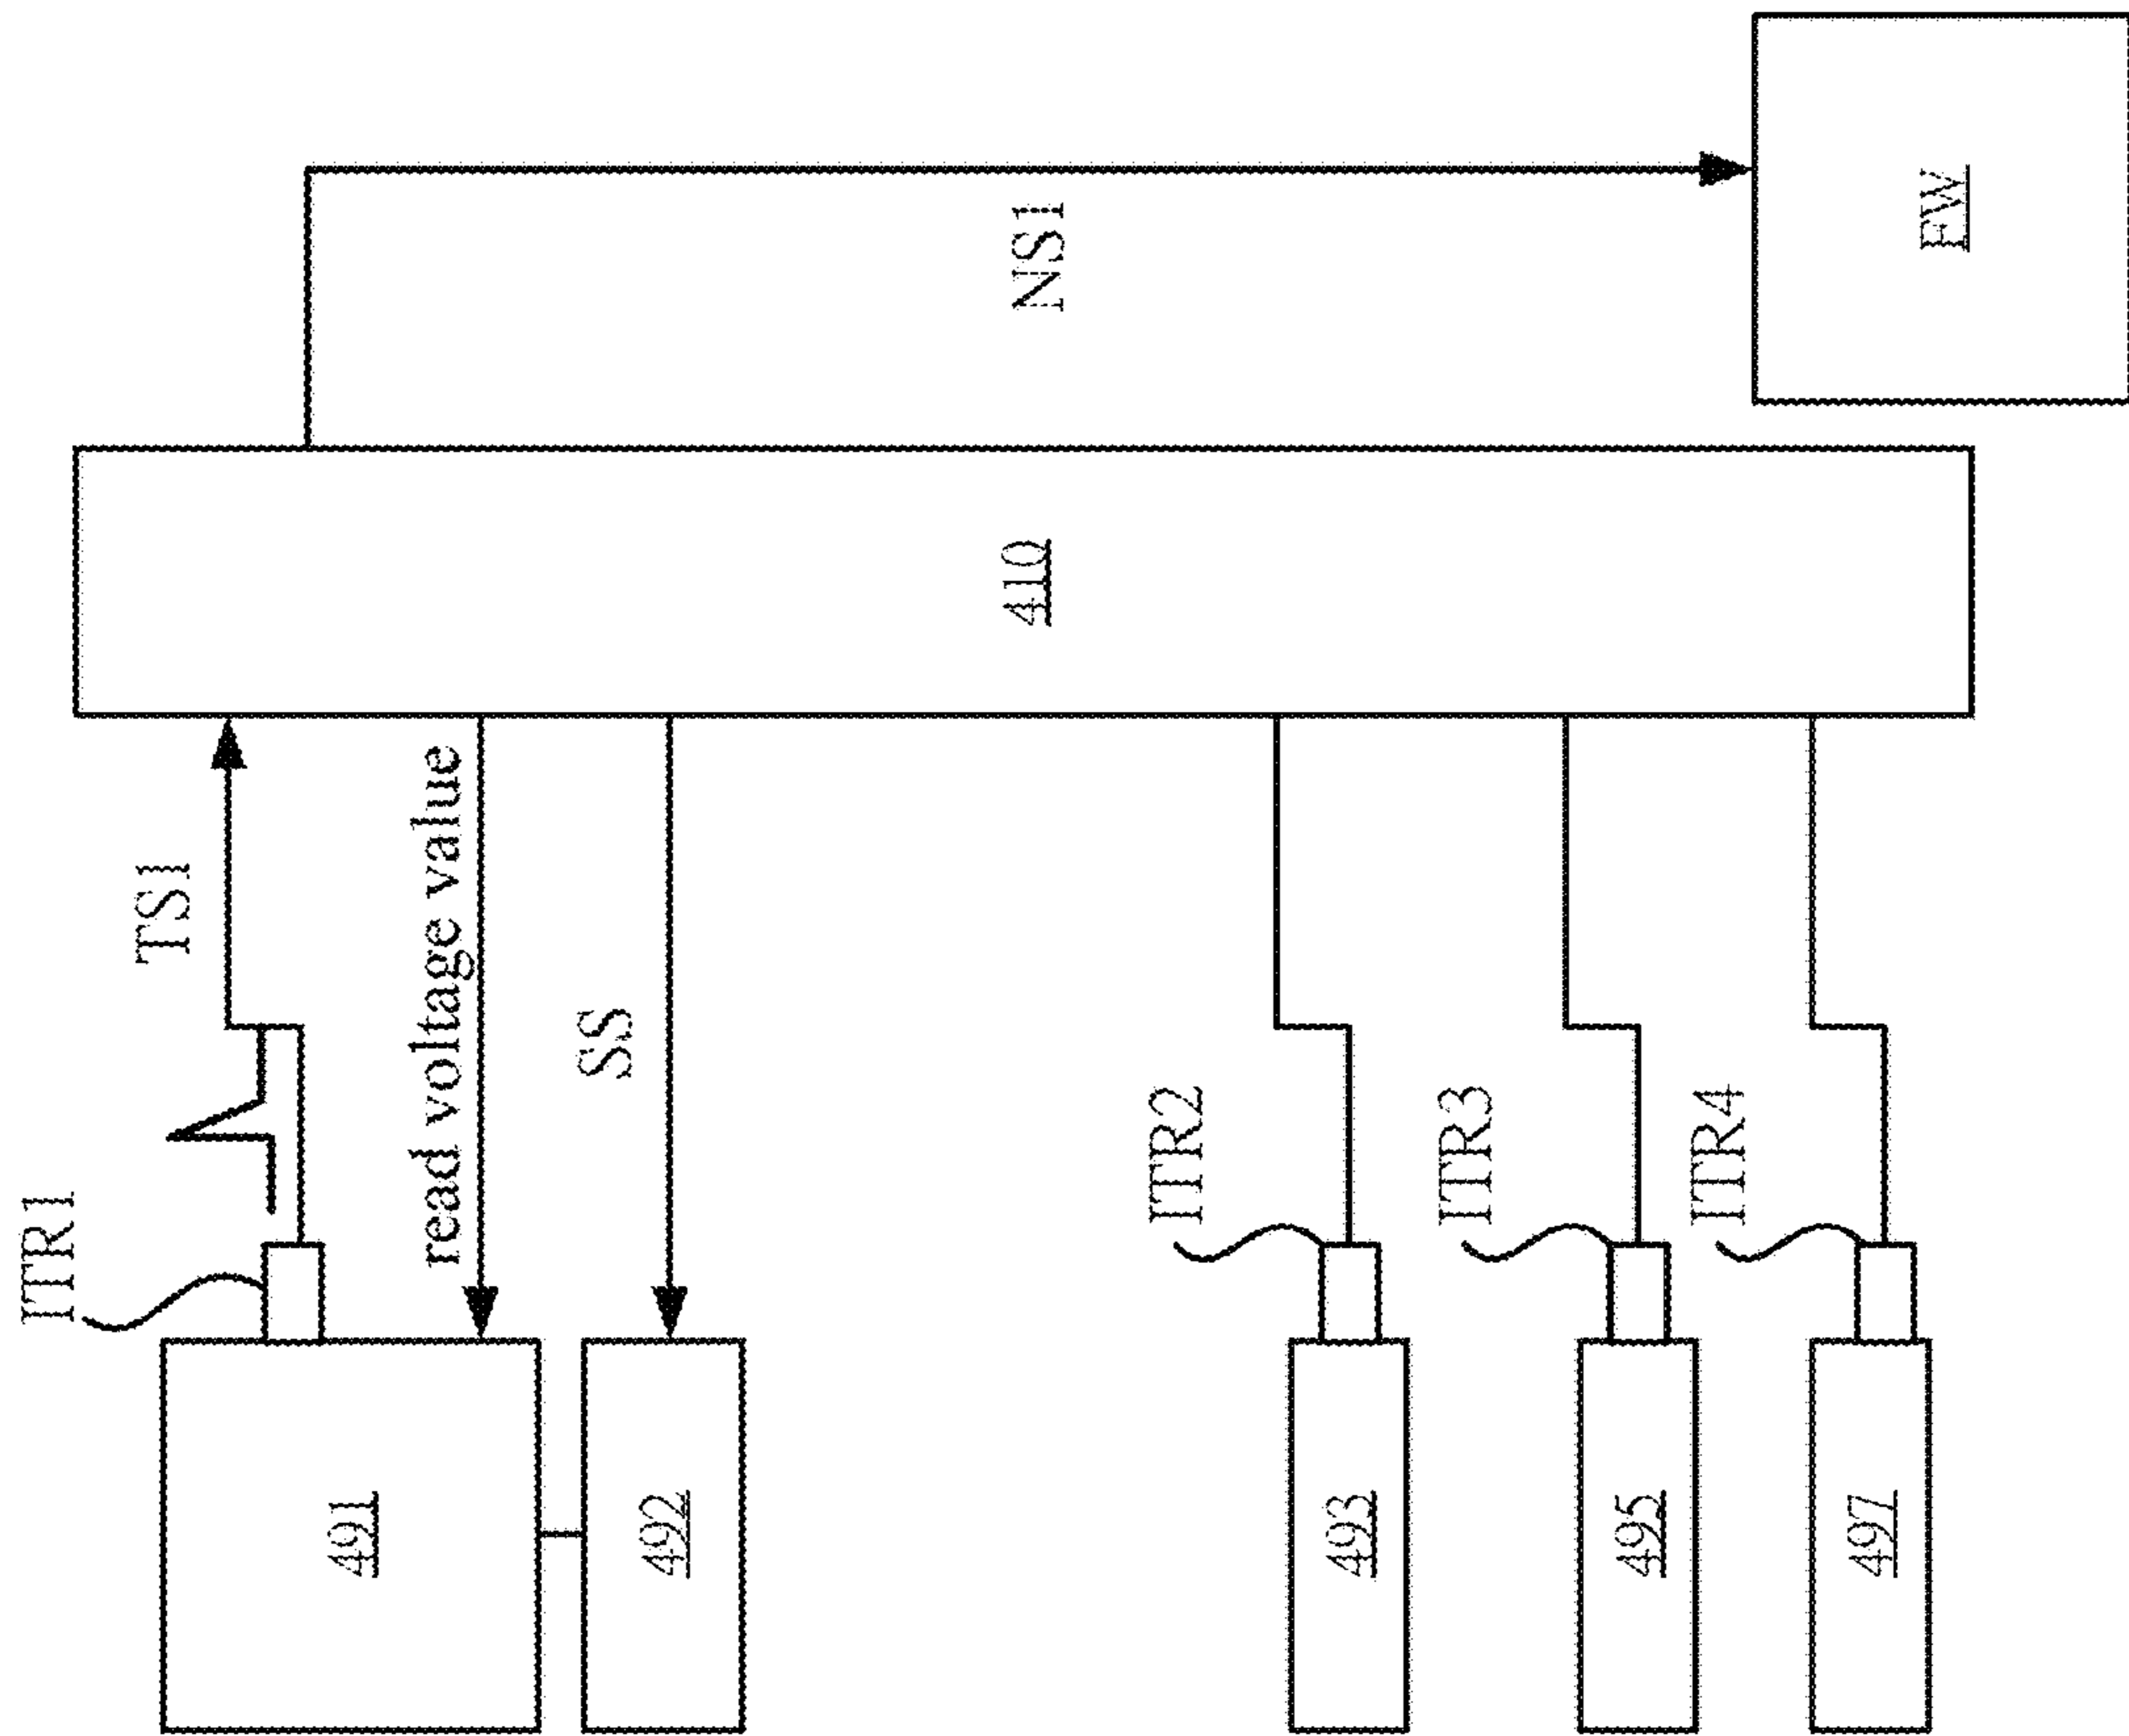 ITR1
TS1
491
read voltage value
492
SS
410
NS1
493
ITR2
495
ITR3
497
ITR4
FW